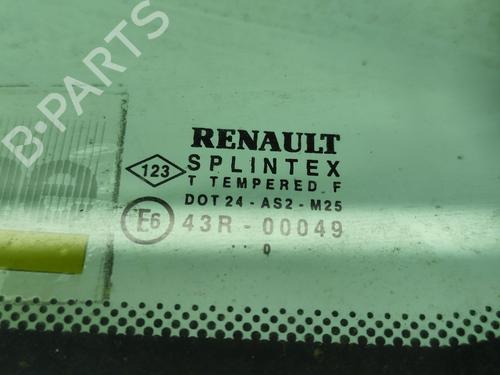 B-PARTS
RENAULT
123 SPLINTEX
T TEMPERED F
DOT 24 - AS2 - M25
E6 43R - 00049
0